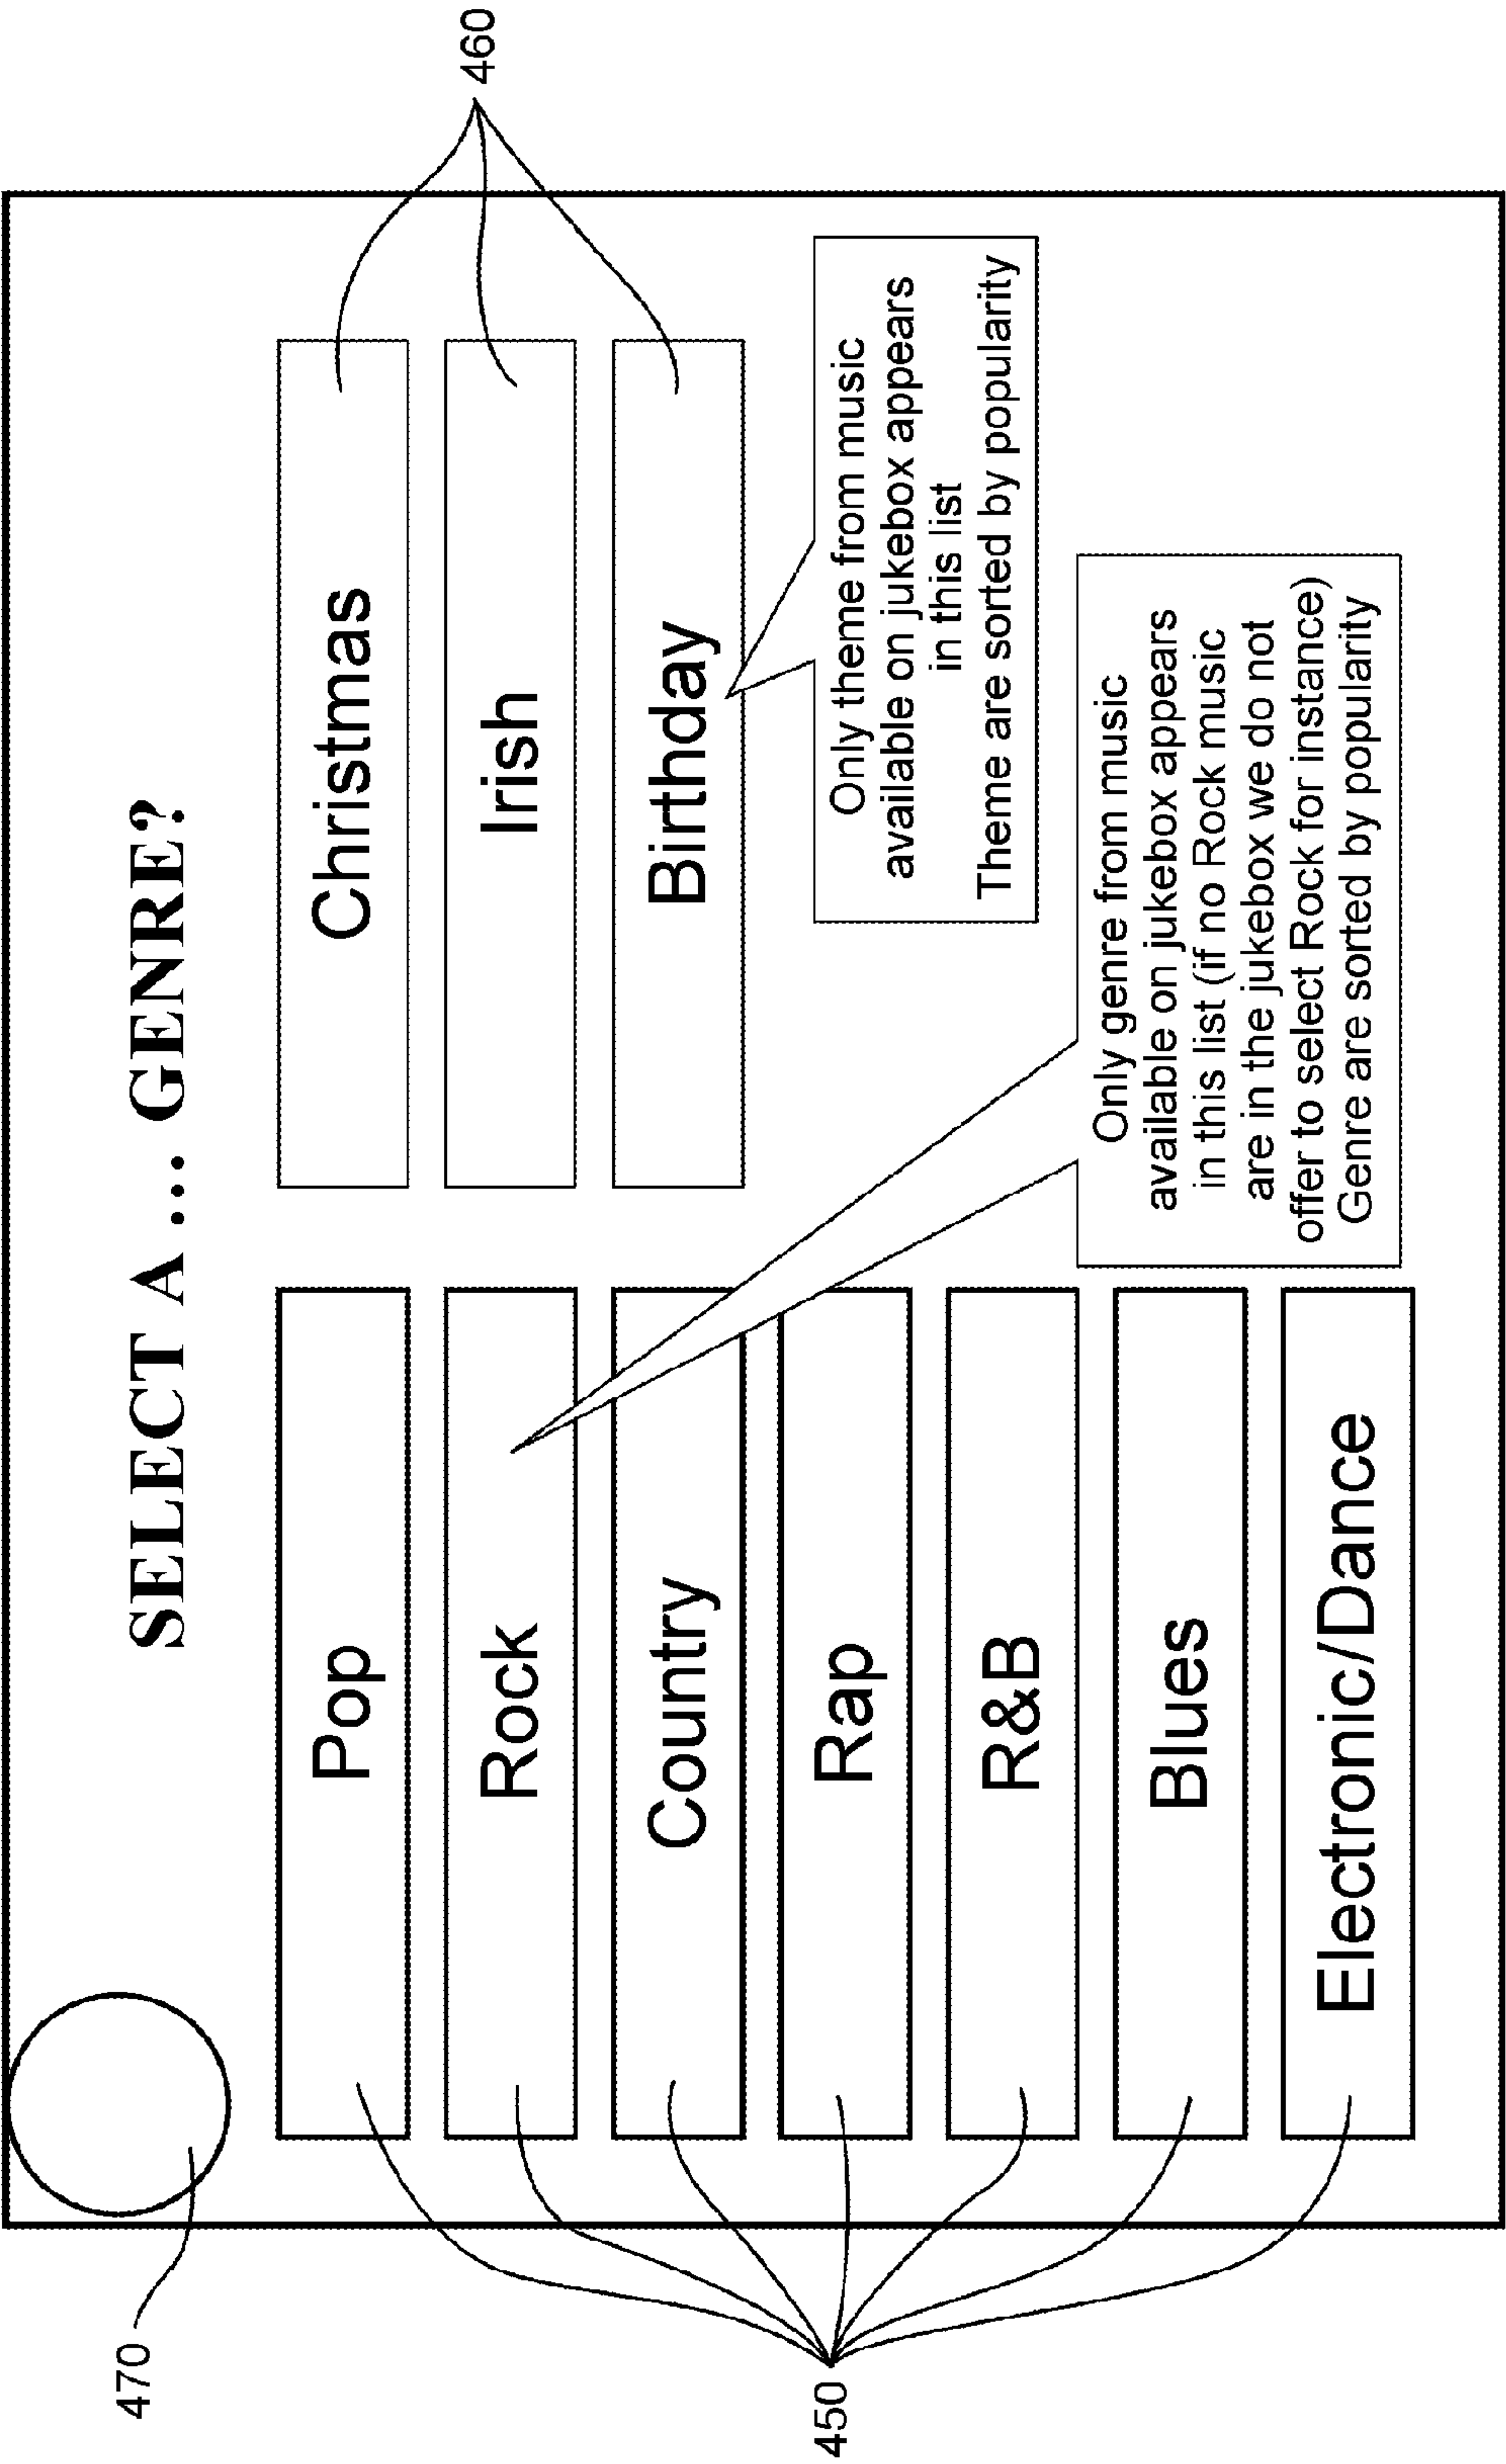 470
SELECT A... GENRE?
460
Pop
Rock
Country
Rap
R&B
Blues
Electronic/Dance
450
Christmas
Irish
Birthday
Only theme from music
available on jukebox appears
in this list
Theme are sorted by popularity
Only genre from music
available on jukebox appears
in this list (if no Rock music
are in the jukebox we do not
offer to select Rock for instance)
Genre are sorted by popularity